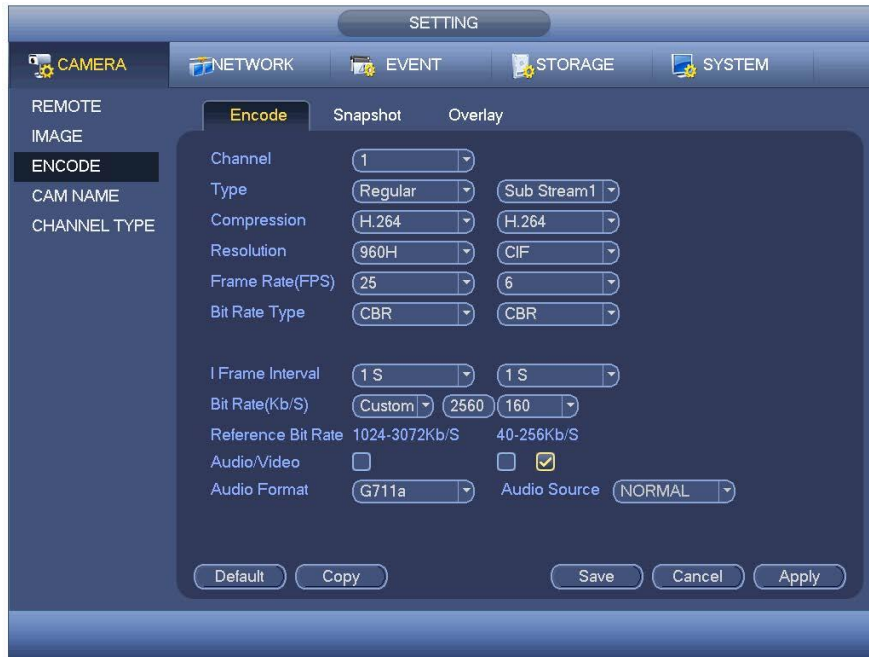 SETTING
CAMERA NETWORK EVENT STORAGE SYSTEM
REMOTE
IMAGE
ENCODE
CAM NAME
CHANNEL TYPE
Encode Snapshot Overlay
Channel 1
Type Regular Sub Stream1
Compression H.264 H.264
Resolution 960H CIF
Frame Rate(FPS) 25 6
Bit Rate Type CBR CBR
I Frame Interval 1 S 1 S
Bit Rate(Kb/S) Custom 2560 160
Reference Bit Rate 1024-3072Kb/S 40-256Kb/S
Audio/Video
Audio Format G711a Audio Source NORMAL
Default Copy Save Cancel Apply